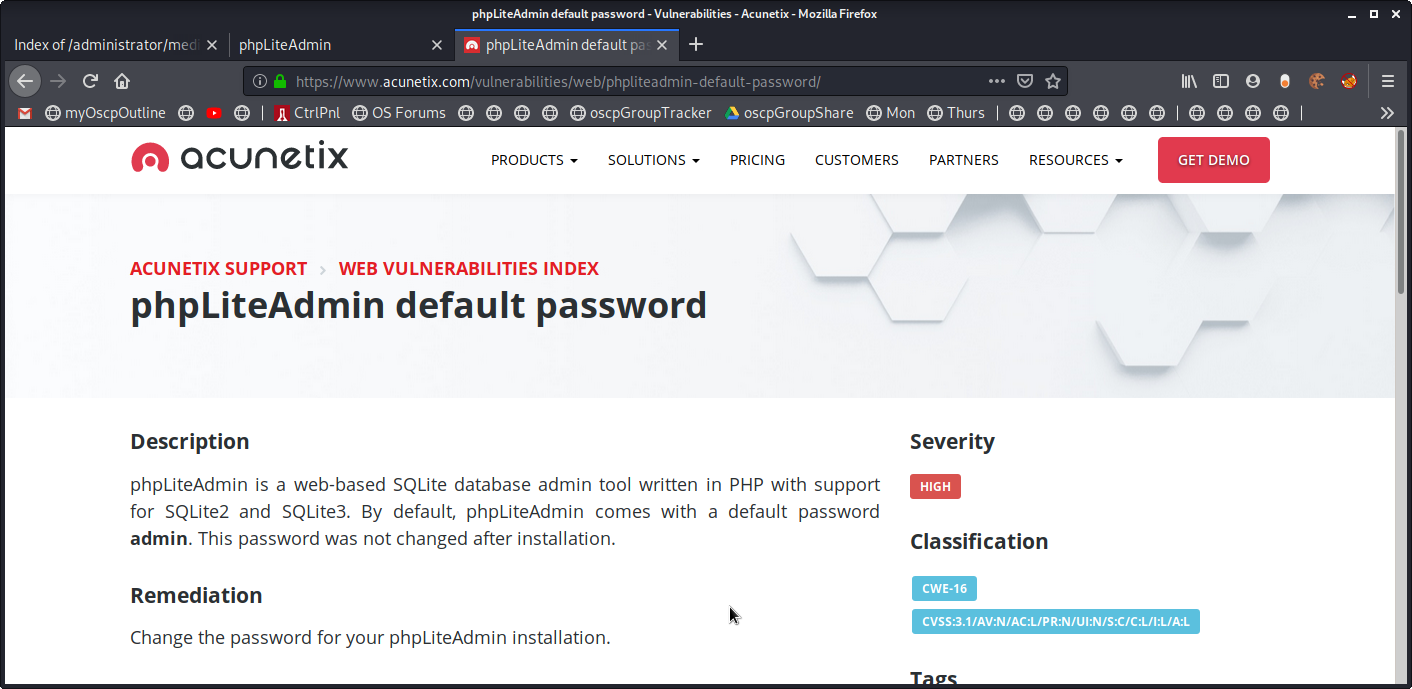 phpLiteAdmin default password - Vulnerabilities - Acunetix - Mozilla Firefox
Index of /administrator/med
phpLiteAdmin
phpLiteAdmin default pas
https://www.acunetix.com/vulnerabilities/web/phpliteadmin-default-password/
myOscpOutline
CtrlPnl
OS Forums
oscpGroupTracker
oscpGroupShare
Mon
Thurs
acunetix
PRODUCTS
SOLUTIONS
PRICING
CUSTOMERS
PARTNERS
RESOURCES
GET DEMO
ACUNETIX SUPPORT › WEB VULNERABILITIES INDEX
phpLiteAdmin default password
Description
phpLiteAdmin is a web-based SQLite database admin tool written in PHP with support
for SQLite2 and SQLite3. By default, phpLiteAdmin comes with a default password
admin. This password was not changed after installation.
Remediation
Change the password for your phpLiteAdmin installation.
Severity
HIGH
Classification
CWE-16
CVSS:3.1/AV:N/AC:L/PR:N/UI:N/S:C/C:L/I:L/A:L
Tags